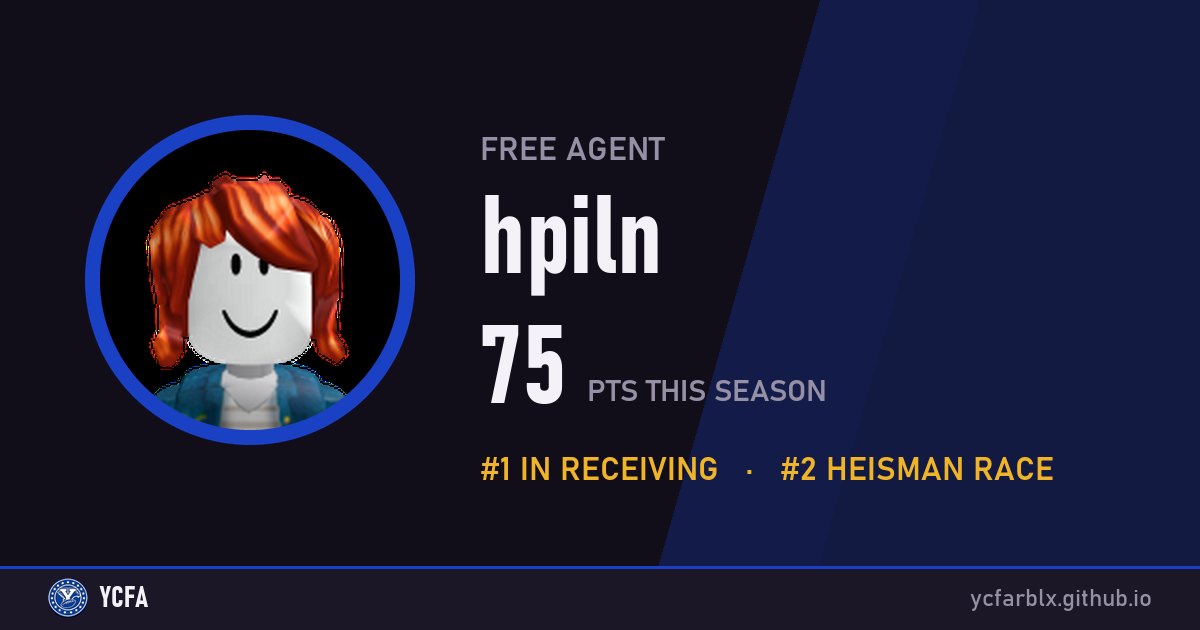 FREE AGENT
hpiln
75 PTS THIS SEASON
#1 IN RECEIVING · #2 HEISMAN RACE
YCFA
ycfarblx.github.io